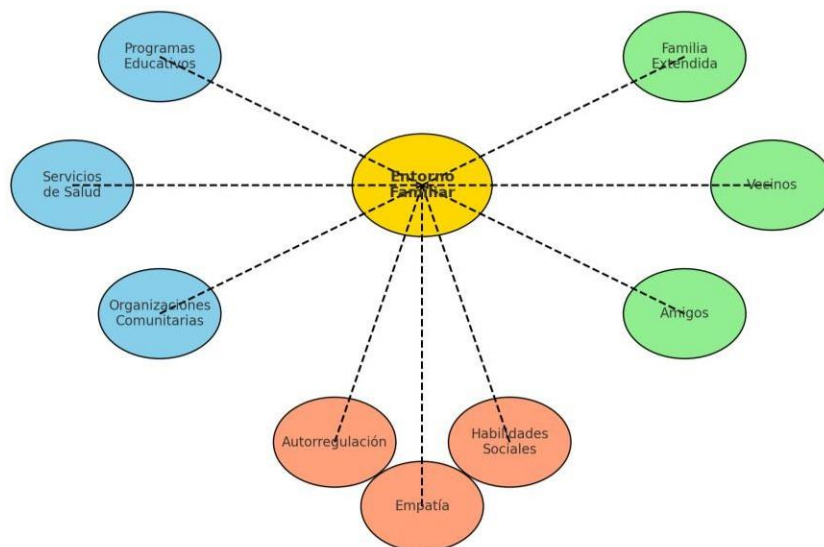 Programas
Educativos
Familia
Extendida
Servicios
de Salud
Entorno
Familiar
Vecinos
Organizaciones
Comunitarias
Amigos
Autorregulación
Habilidades
Sociales
Empatía